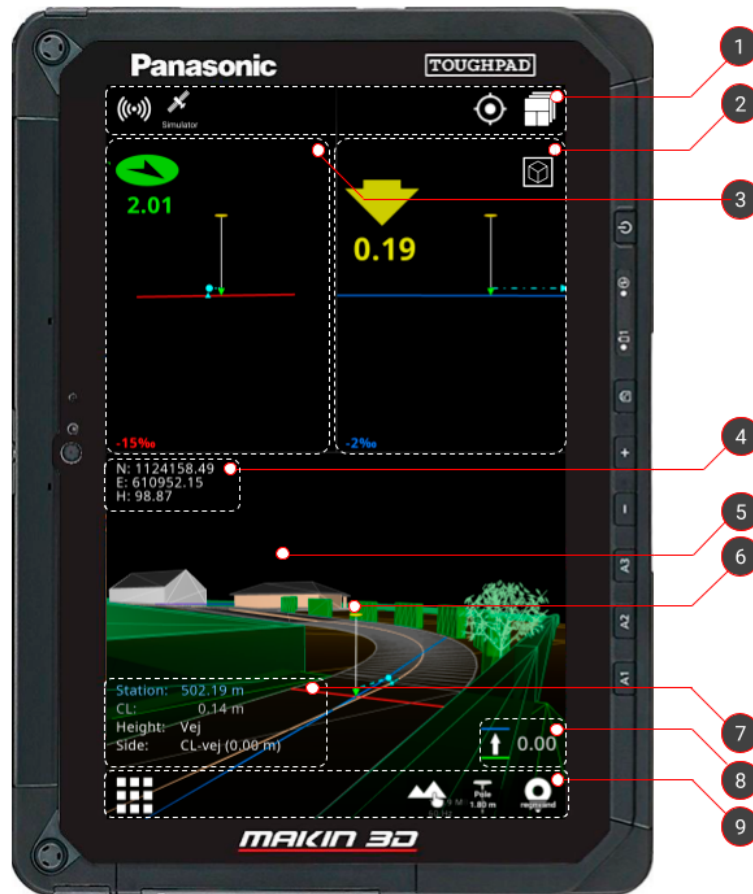 Panasonic
TOUGHPAD
1
Simulator
2
2.01
0.19
3
-15‰
-2‰
N: 1124158.49
E: 610952.15
H: 98.87
4
5
6
A3
A2
A1
Station: 502.19 m
CL: 0.14 m
Height: Vej
Side: CL-vej (0.00 m)
7
0.00
8
Pole
1.80 m
regnvand
9
MAKIN 3D